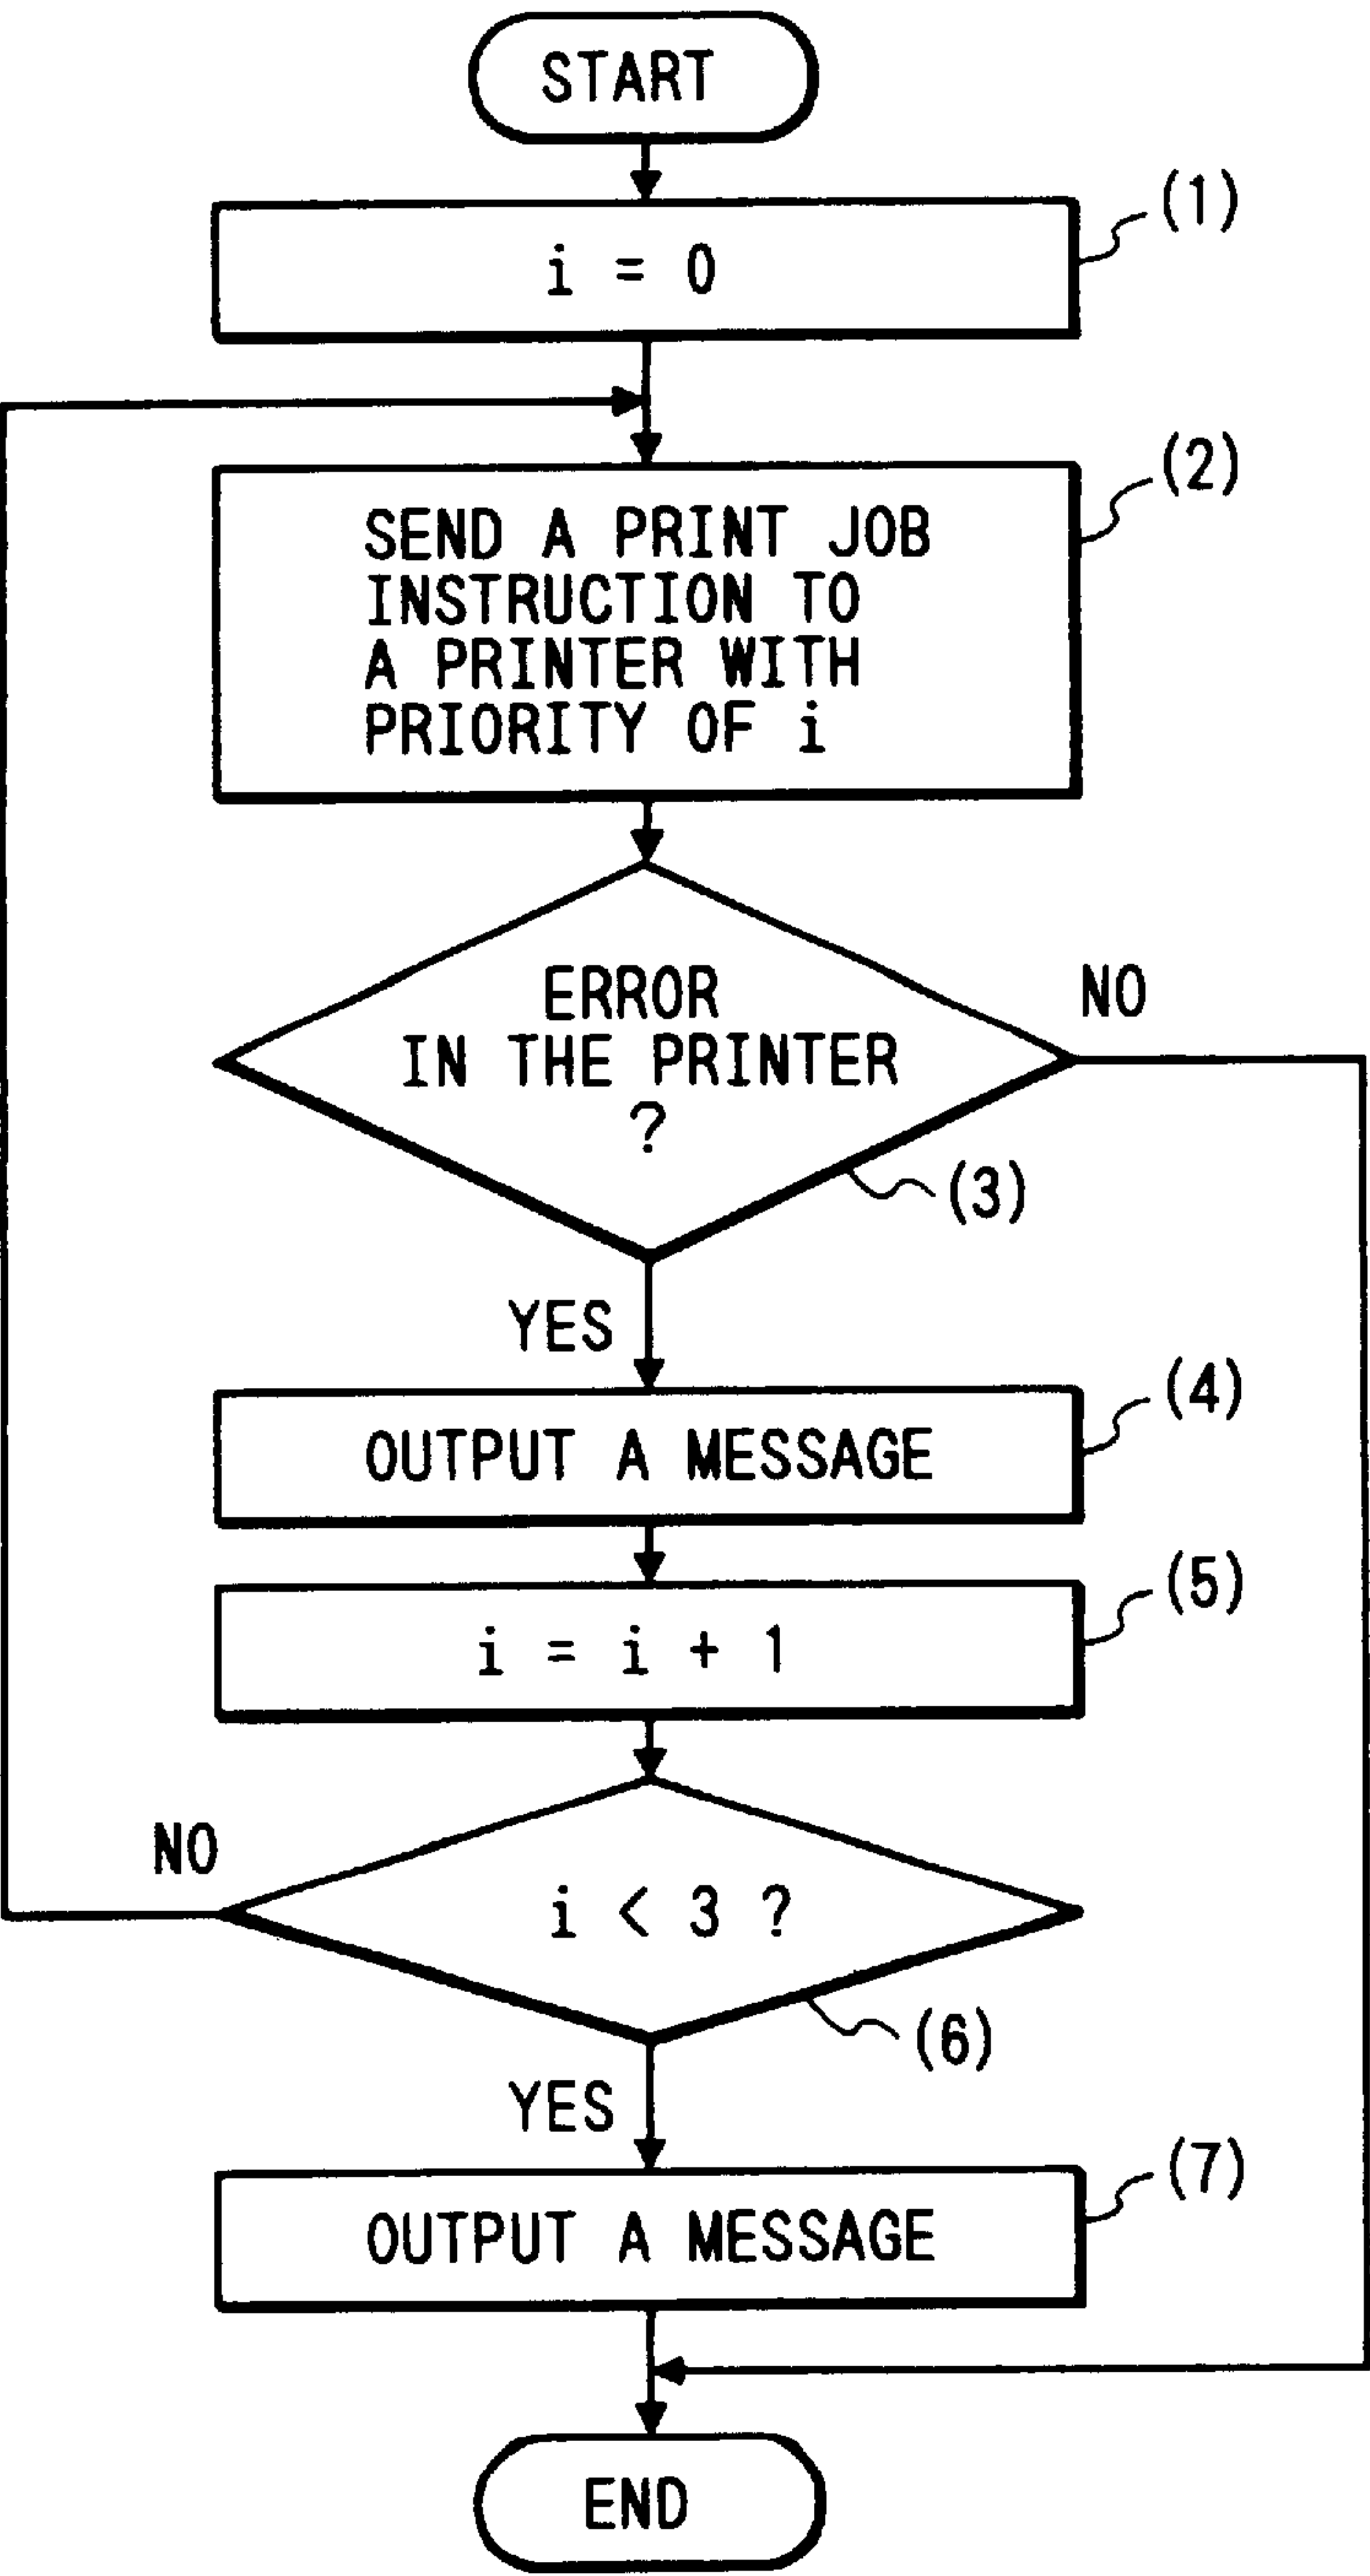 START
(1)
i = 0
(2)
SEND A PRINT JOB
INSTRUCTION TO
A PRINTER WITH
PRIORITY OF i
ERROR
IN THE PRINTER
?
NO
(3)
YES
(4)
OUTPUT A MESSAGE
(5)
i = i + 1
NO
i < 3 ?
(6)
YES
(7)
OUTPUT A MESSAGE
END